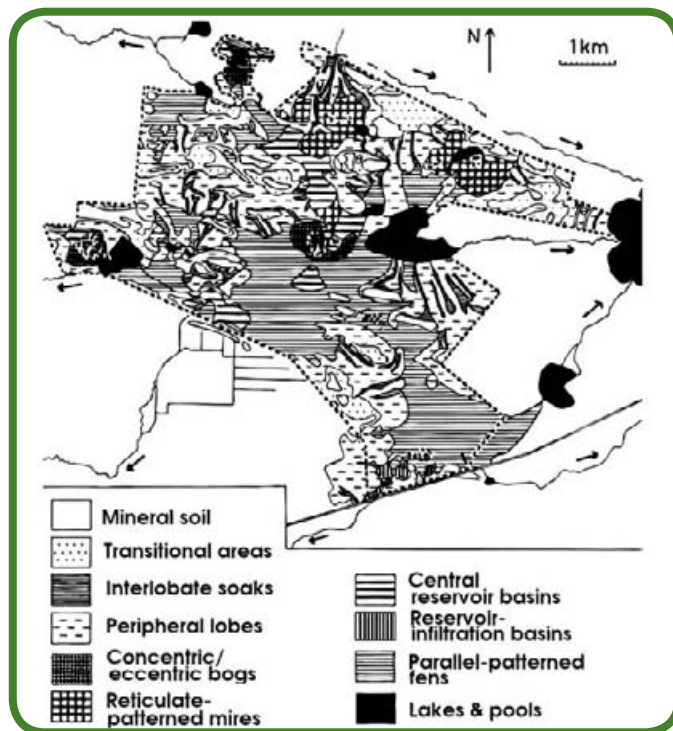 N
1km
Mineral soil
Transitional areas
Interlobate soaks
Peripheral lobes
Concentric/
eccentric bogs
Reticulate-
patterned mires
Central
reservoir basins
Reservoir-
infiltration basins
Parallel-patterned
fens
Lakes & pools